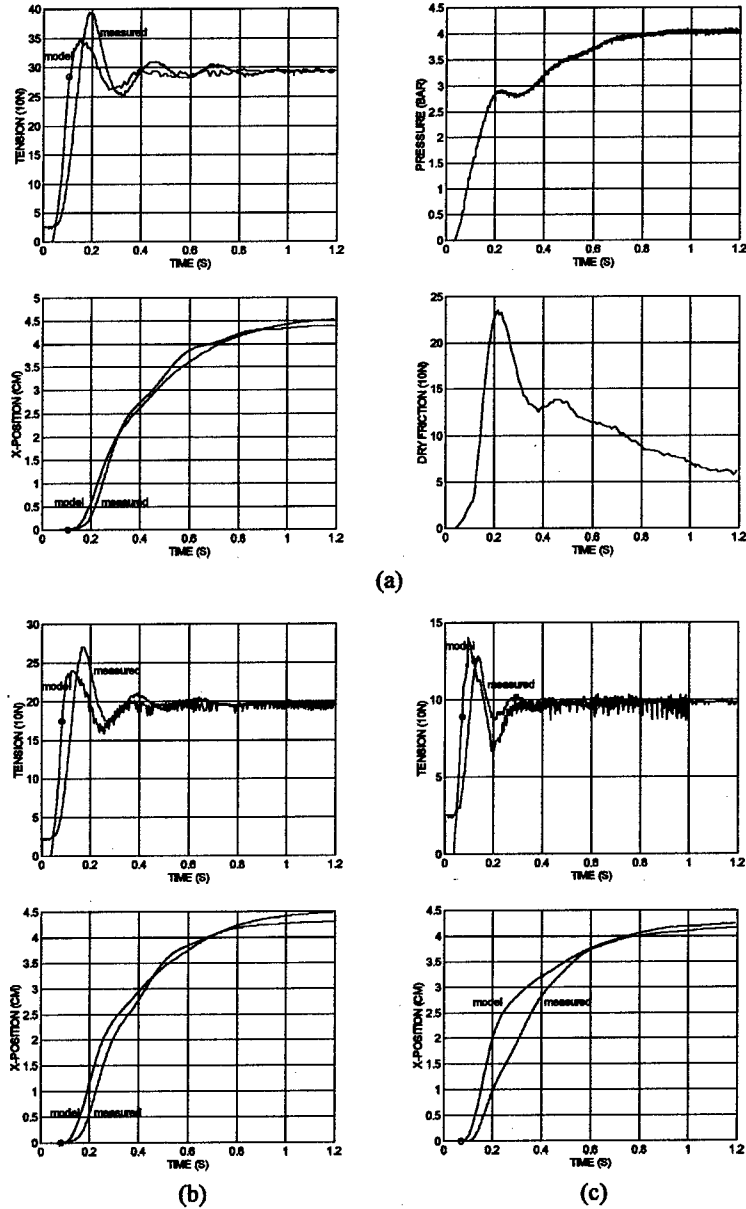 TENSION (10N)
40
35
30
25
20
15
10
5
0
model
measured
0 0.2 0.4 0.6 0.8 1 1.2
TIME (S)
PRESSURE (BAR)
4.5
4
3.5
3
2.5
2
1.5
1
0.5
0
0 0.2 0.4 0.6 0.8 1 1.2
TIME (S)
X-POSITION (CM)
5
4.5
4
3.5
3
2.5
2
1.5
1
0.5
0
model measured
0 0.2 0.4 0.6 0.8 1 1.2
TIME (S)
DRY FRICTION (10N)
25
20
15
10
5
0
0 0.2 0.4 0.6 0.8 1 1.2
TIME (S)
(a)
TENSION (10N)
30
25
20
15
10
5
0
model
measured
0 0.2 0.4 0.6 0.8 1 1.2
TIME (S)
TENSION (10N)
15
10
5
0
model
measured
0 0.2 0.4 0.6 0.8 1 1.2
TIME (S)
X-POSITION (CM)
4.5
4
3.5
3
2.5
2
1.5
1
0.5
0
model measured
0 0.2 0.4 0.6 0.8 1 1.2
TIME (S)
X-POSITION (CM)
4.5
4
3.5
3
2.5
2
1.5
1
0.5
0
model measured
0 0.2 0.4 0.6 0.8 1 1.2
TIME (S)
(b) (c)